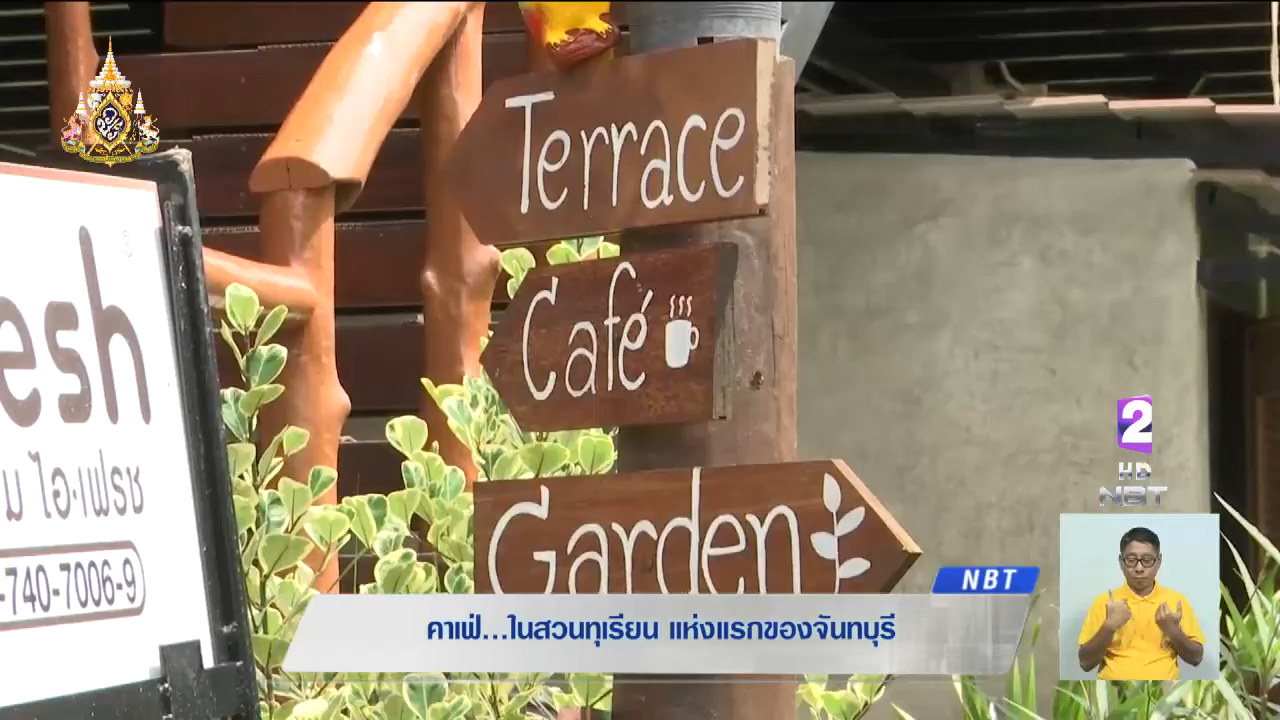 Terrace
Café
Garden
esh
®
ม ไอ.เฟรช
-740-7006-9
2
HD
NBT
NBT
คาเฟ่...ในสวนทุเรียน แห่งแรกของจันทบุรี